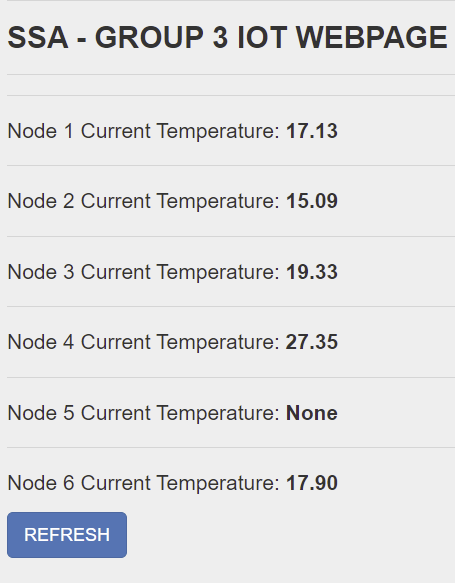 SSA - GROUP 3 IOT WEBPAGE
Node 1 Current Temperature: 17.13
Node 2 Current Temperature: 15.09
Node 3 Current Temperature: 19.33
Node 4 Current Temperature: 27.35
Node 5 Current Temperature: None
Node 6 Current Temperature: 17.90
REFRESH